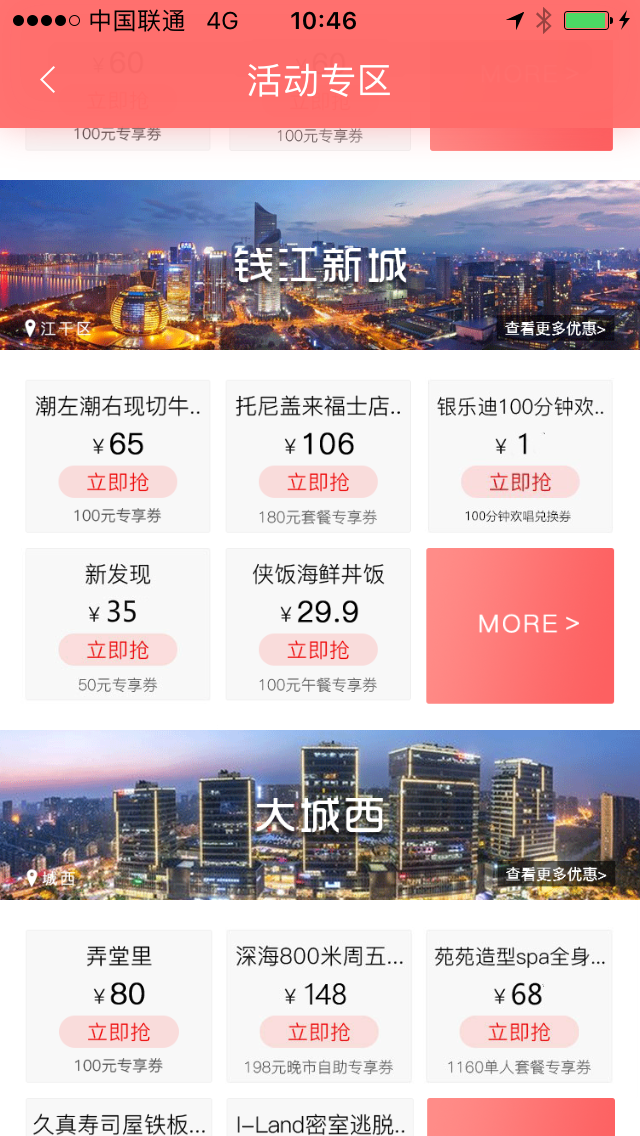 中国联通 4G 10:46
活动专区
100元专享券
100元专享券
钱江新城
江干区
查看更多优惠>
潮左潮右现切牛..
¥65
立即抢
100元专享券
托尼盖来福士店..
¥106
立即抢
180元套餐专享券
银乐迪100分钟欢..
¥1
立即抢
100分钟欢唱兑换券
新发现
¥35
立即抢
50元专享券
侠饭海鲜丼饭
¥29.9
立即抢
100元午餐专享券
MORE >
大城西
城西
查看更多优惠>
弄堂里
¥80
立即抢
100元专享券
深海800米周五...
¥148
立即抢
198元晚市自助专享券
苑苑造型spa全身...
¥68
立即抢
1160单人套餐专享券
久真寿司屋铁板...
I-Land密室逃脱..